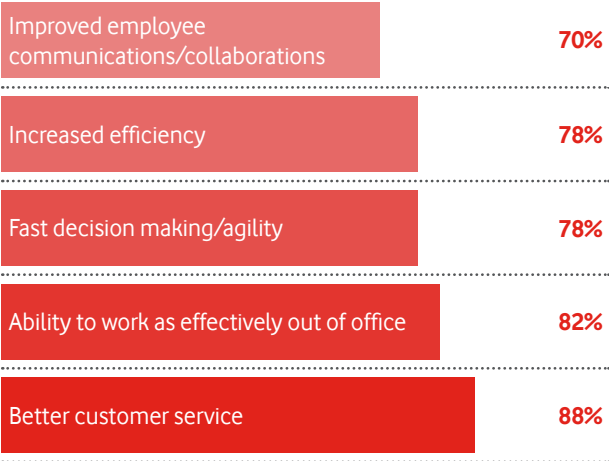 Improved employee
communications/collaborations
70%
Increased efficiency
78%
Fast decision making/agility
78%
Ability to work as effectively out of office
82%
Better customer service
88%